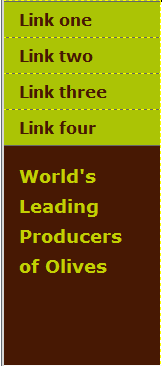 Link one
Link two
Link three
Link four
World's
Leading
Producers
of Olives